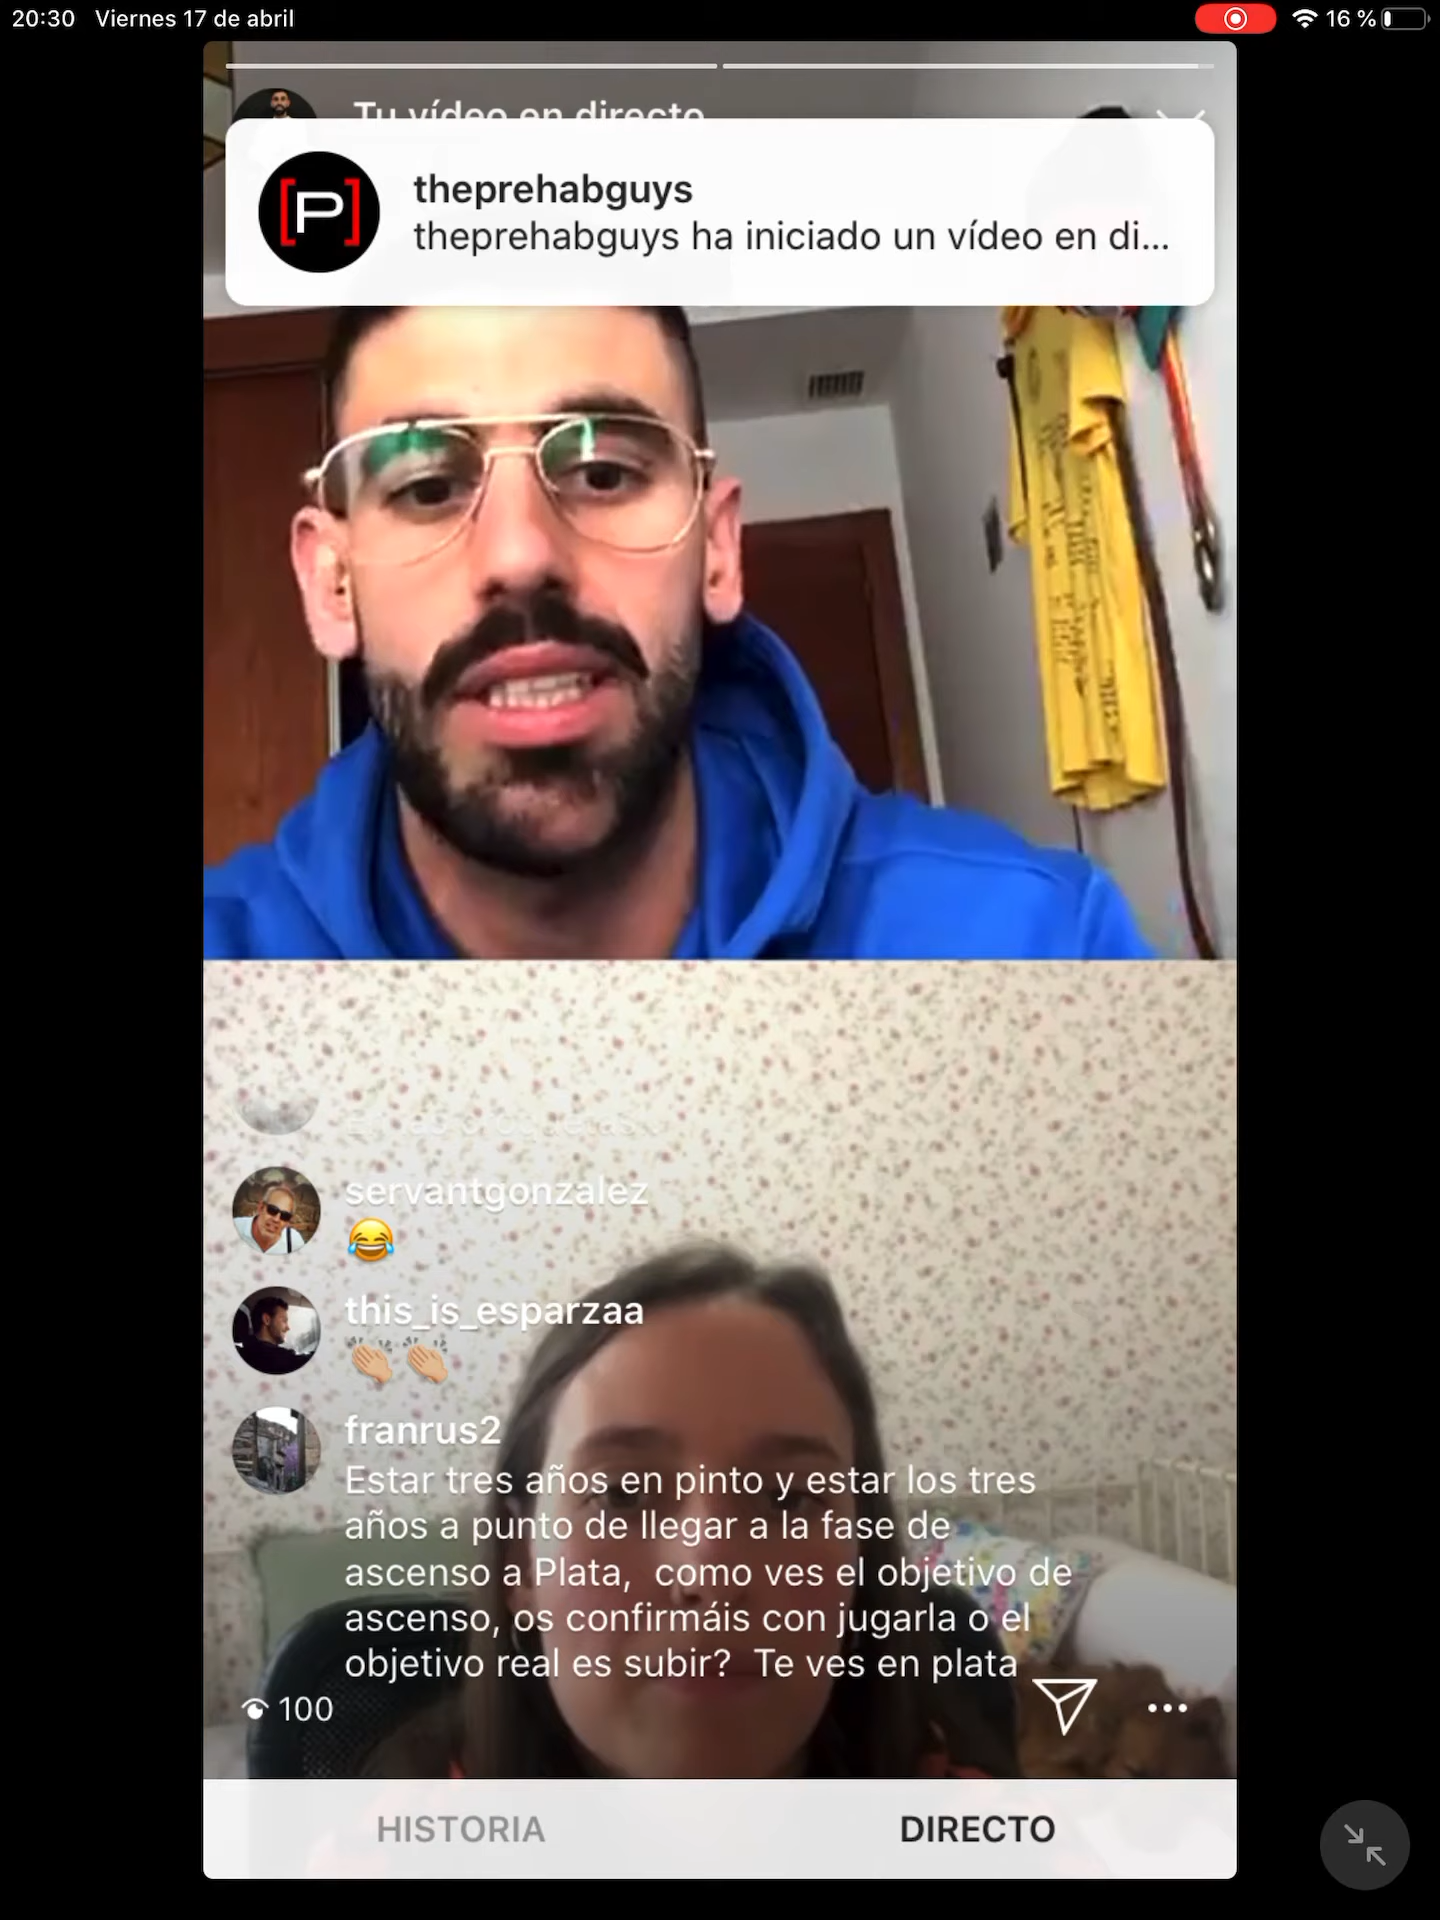 20:30 Viernes 17 de abril
16 %
Tu vídeo en directo
[P]
theprehabguys
theprehabguys ha iniciado un vídeo en di...
servantgonzalez
😂
this_is_esparzaa
👏🏼👏🏼
franrus2
Estar tres años en pinto y estar los tres
años a punto de llegar a la fase de
ascenso a Plata, como ves el objetivo de
ascenso, os confirmáis con jugarla o el
objetivo real es subir? Te ves en plata
100
HISTORIA
DIRECTO